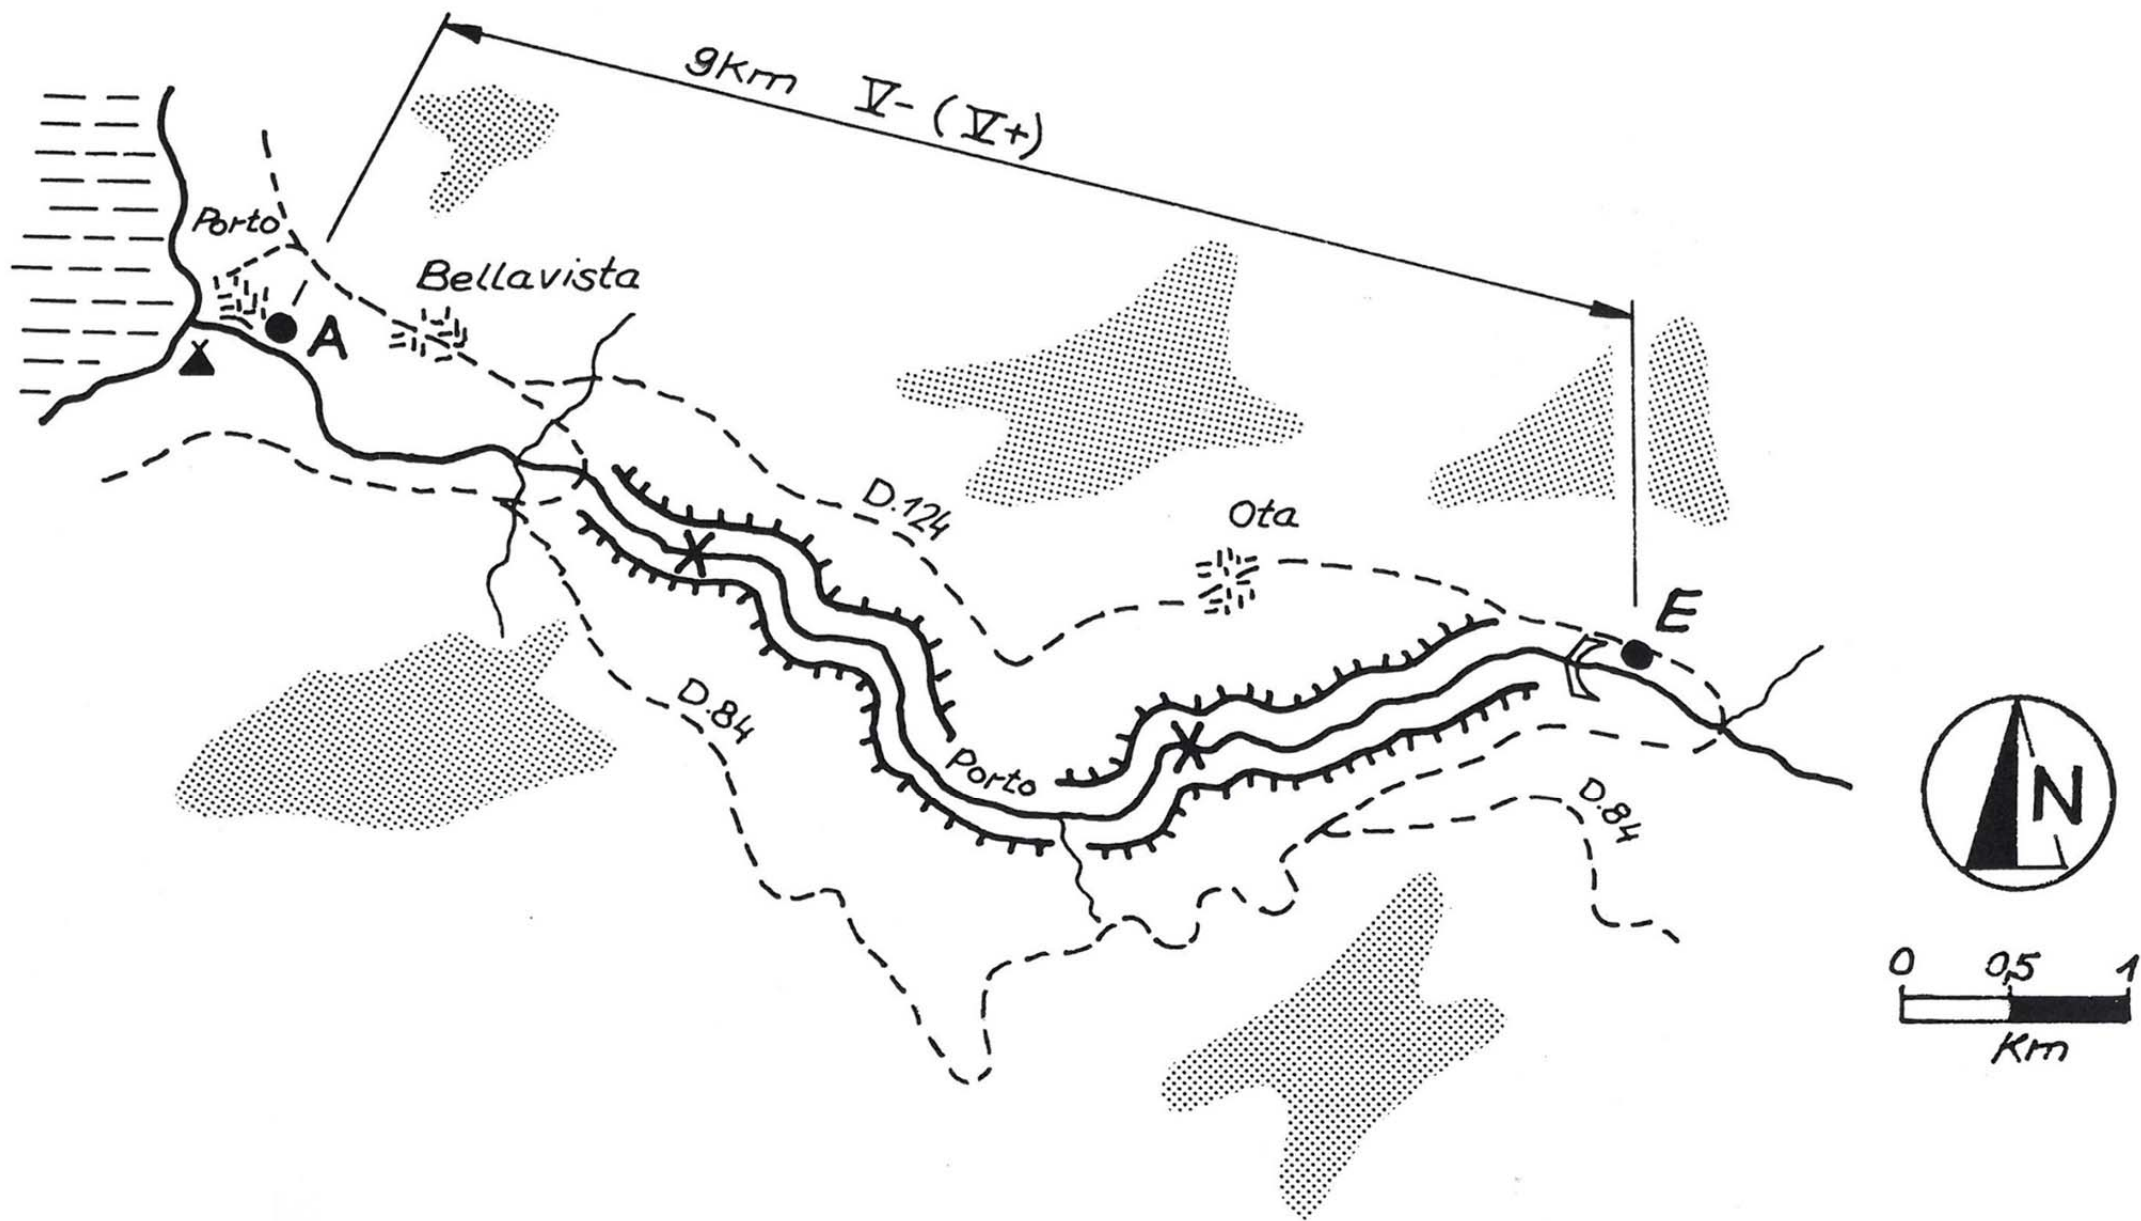 9Km V- (V+)
Porto
Bellavista
A
D.124
Ota
E
D.84
Porto
D.84
N
0 0,5 1
Km